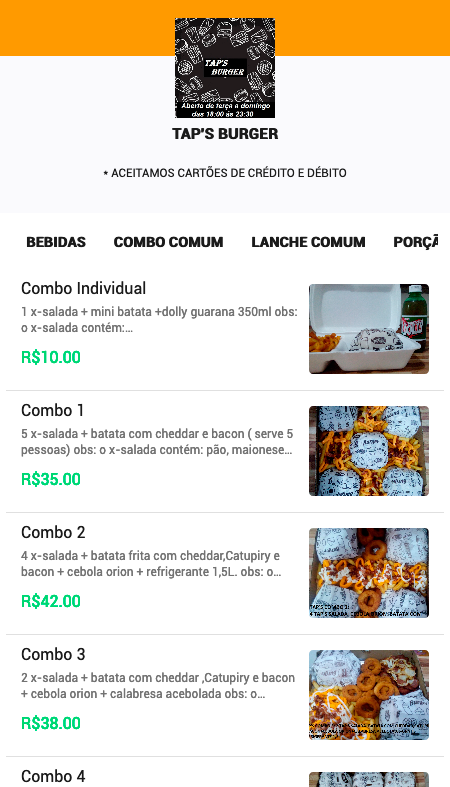 TAP'S
BURGER
Aberto de terça a domingo
das 18:00 às 23:30
TAP'S BURGER
* ACEITAMOS CARTÕES DE CRÉDITO E DÉBITO
BEBIDAS COMBO COMUM LANCHE COMUM PORÇÃ
Combo Individual
1 x-salada + mini batata +dolly guarana 350ml obs:
o x-salada contém:...
R$10.00
Combo 1
5 x-salada + batata com cheddar e bacon ( serve 5
pessoas) obs: o x-salada contém: pão, maionese...
R$35.00
Combo 2
4 x-salada + batata frita com cheddar,Catupiry e
bacon + cebola orion + refrigerante 1,5L. obs: o...
R$42.00
Combo 3
2 x-salada + batata com cheddar ,Catupiry e bacon
+ cebola orion + calabresa acebolada obs: o...
R$38.00
Combo 4